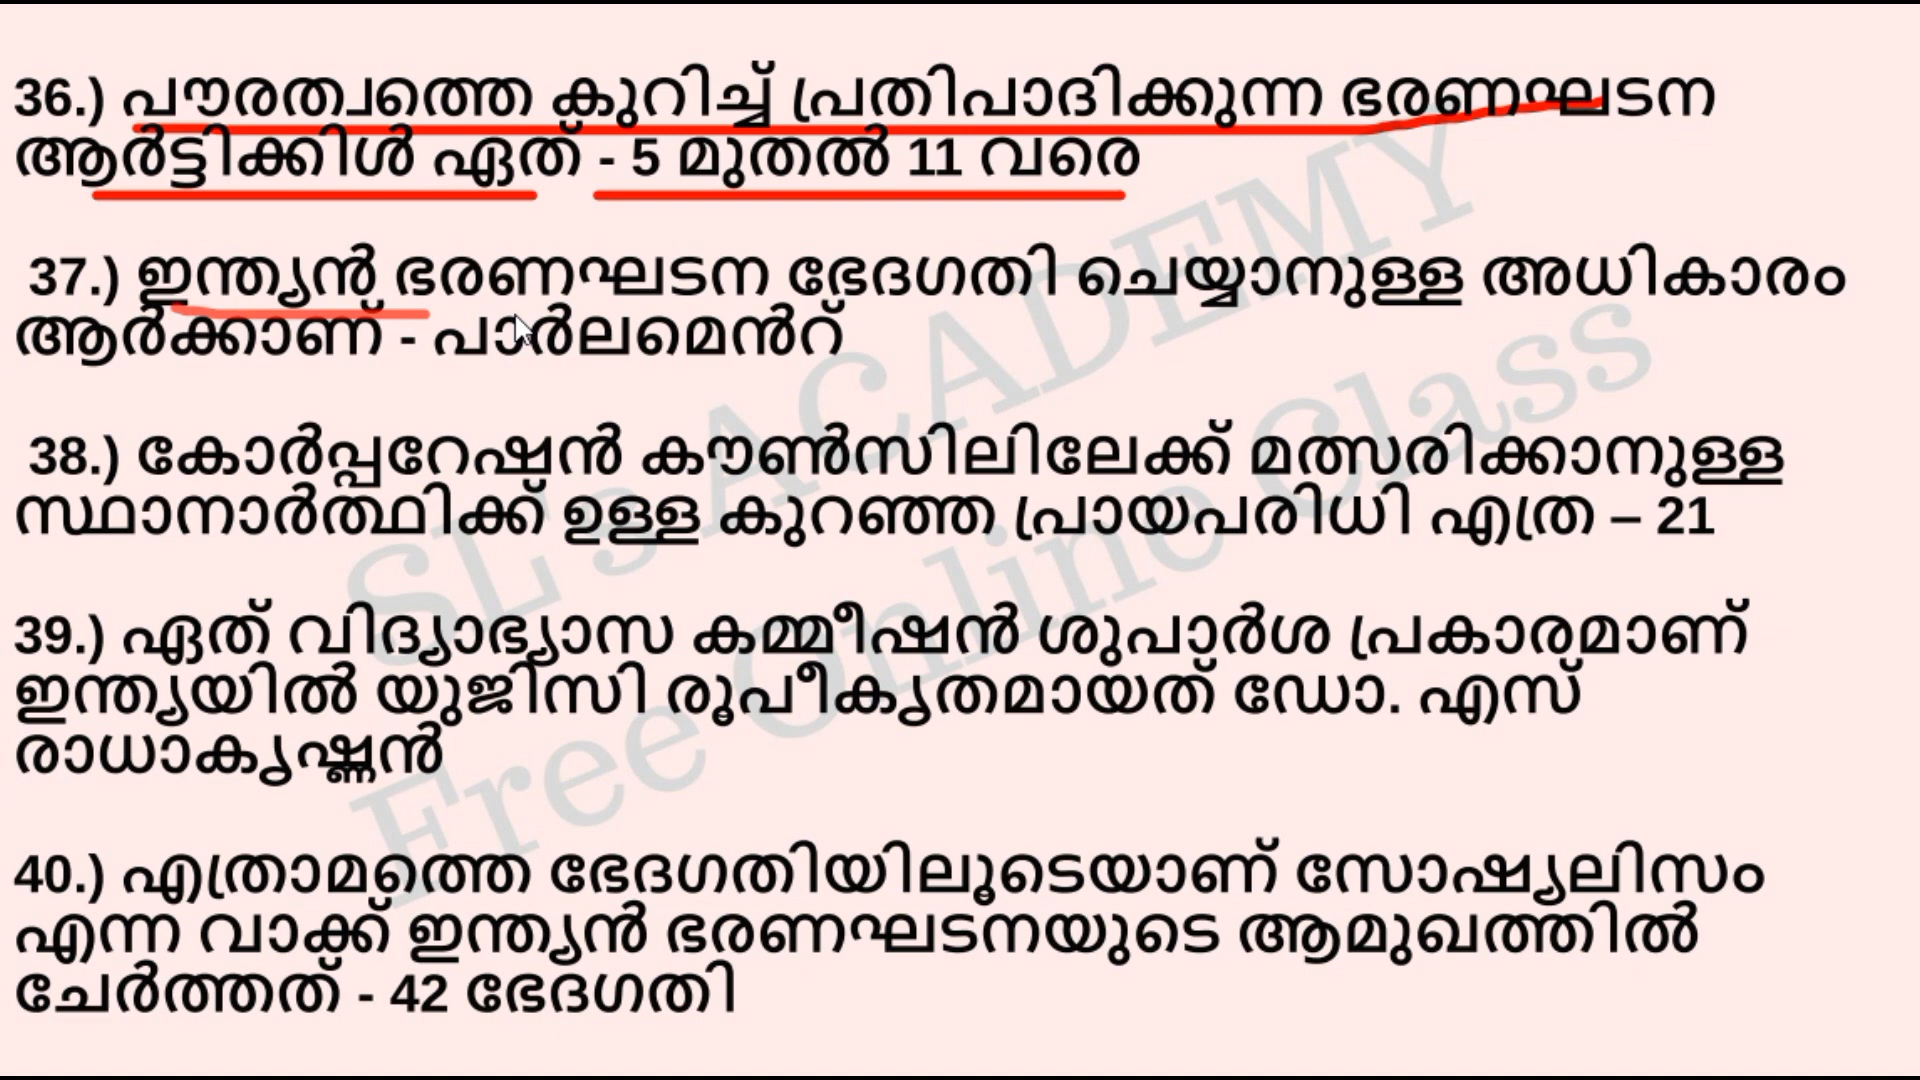 36.) പൗരത്വത്തെ കുറിച്ച് പ്രതിപാദിക്കുന്ന ഭരണഘടന
ആർട്ടിക്കിൾ ഏത് - 5 മുതൽ 11 വരെ
37.) ഇന്ത്യൻ ഭരണഘടന ഭേദഗതി ചെയ്യാനുള്ള അധികാരം
ആർക്കാണ് - പാർലമെൻറ്
38.) കോർപ്പറേഷൻ കൗൺസിലിലേക്ക് മത്സരിക്കാനുള്ള
സ്ഥാനാർത്ഥിക്ക് ഉള്ള കുറഞ്ഞ പ്രായപരിധി എത്ര – 21
39.) ഏത് വിദ്യാഭ്യാസ കമ്മീഷൻ ശുപാർശ പ്രകാരമാണ്
ഇന്ത്യയിൽ യുജിസി രൂപീകൃതമായത് ഡോ. എസ്
രാധാകൃഷ്ണൻ
40.) എത്രാമത്തെ ഭേദഗതിയിലൂടെയാണ് സോഷ്യലിസം
എന്ന വാക്ക് ഇന്ത്യൻ ഭരണഘടനയുടെ ആമുഖത്തിൽ
ചേർത്തത് - 42 ഭേദഗതി
SL's ACADEMY
Free Online Class